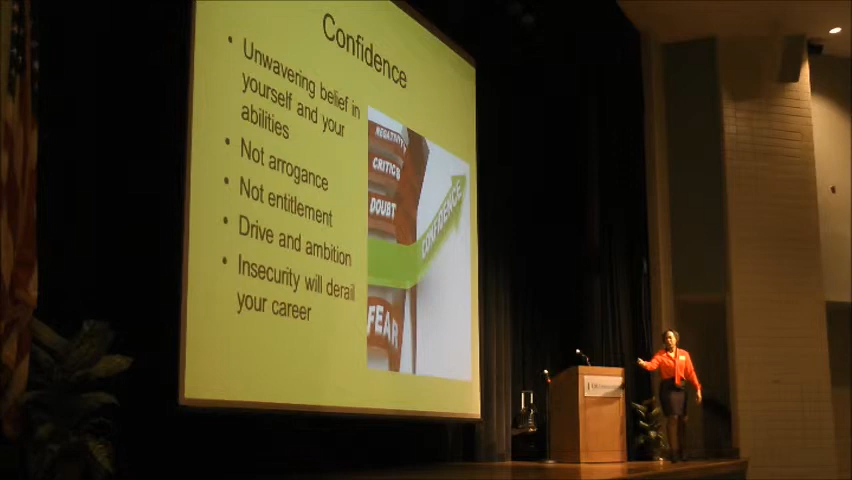 Confidence
• Unwavering belief in
yourself and your
abilities
• Not arrogance
• Not entitlement
• Drive and ambition
• Insecurity will derail
your career
NEGATIVITY
CRITICS
DOUBT
CONFIDENCE
FEAR